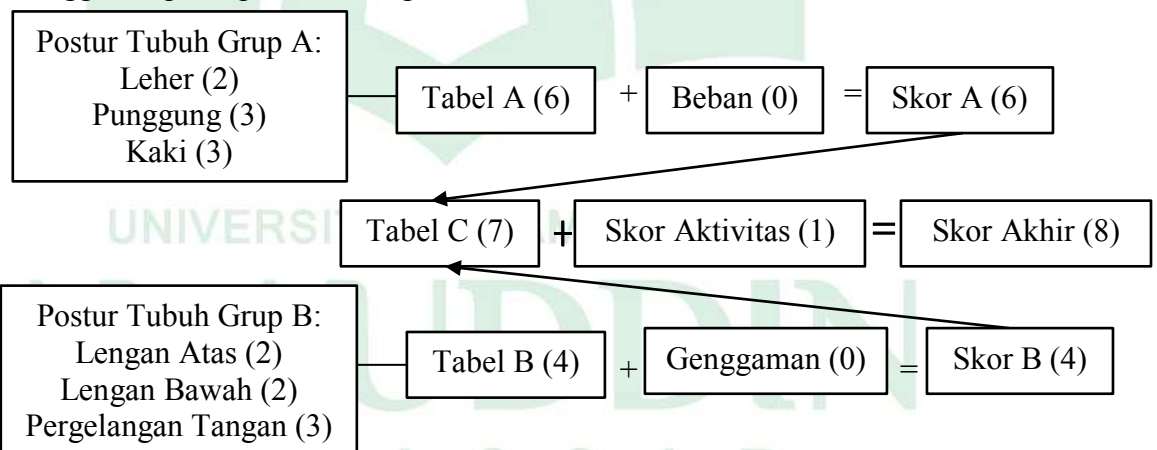 Postur Tubuh Grup A:
Leher (2)
Punggung (3)
Kaki (3)
Tabel A (6) + Beban (0) = Skor A (6)
Tabel C (7) + Skor Aktivitas (1) = Skor Akhir (8)
Postur Tubuh Grup B:
Lengan Atas (2)
Lengan Bawah (2)
Pergelangan Tangan (3)
Tabel B (4) + Genggaman (0) = Skor B (4)